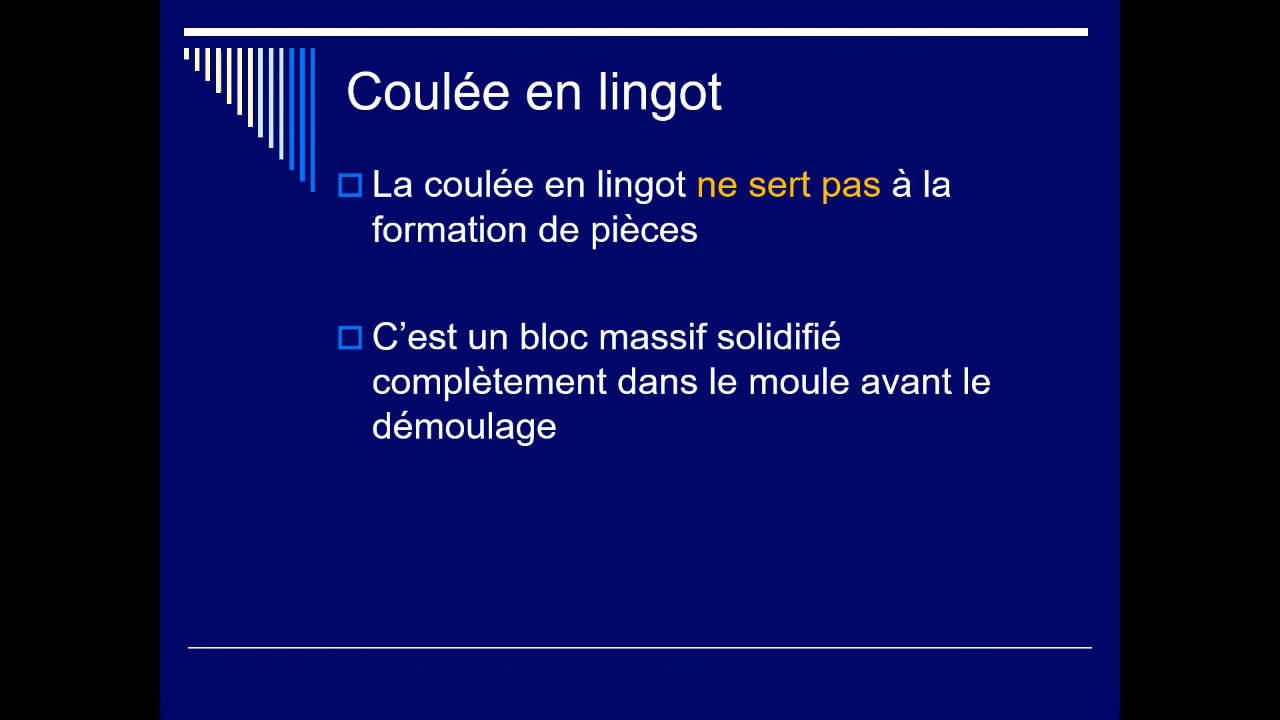 Coulée en lingot
La coulée en lingot ne sert pas à la
formation de pièces
C’est un bloc massif solidifié
complètement dans le moule avant le
démoulage